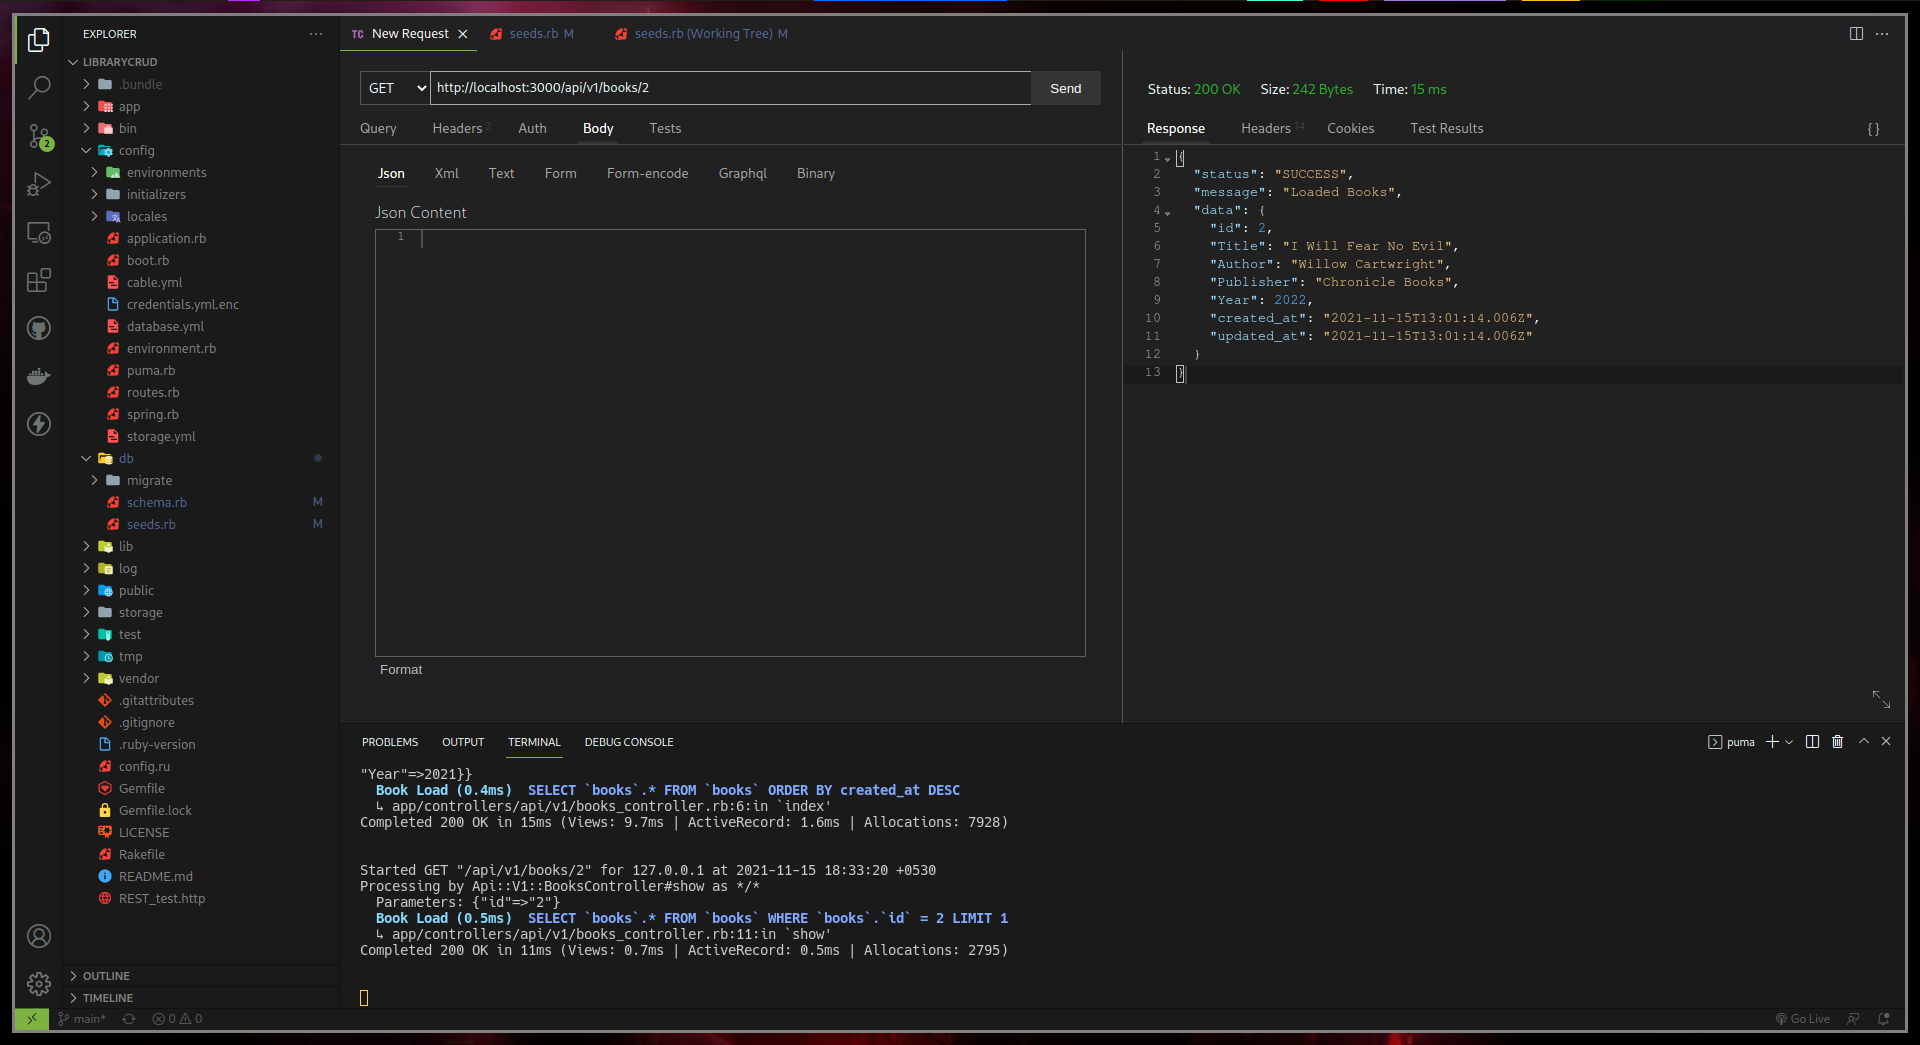 EXPLORER
LIBRARYCRUD
.bundle
app
bin
config
environments
initializers
locales
application.rb
boot.rb
cable.yml
credentials.yml.enc
database.yml
environment.rb
puma.rb
routes.rb
spring.rb
storage.yml
db
migrate
schema.rb M
seeds.rb M
lib
log
public
storage
test
tmp
vendor
.gitattributes
.gitignore
.ruby-version
config.ru
Gemfile
Gemfile.lock
LICENSE
Rakefile
README.md
REST_test.http
OUTLINE
TIMELINE
2
TC New Request seeds.rb M seeds.rb (Working Tree) M
GET http://localhost:3000/api/v1/books/2 Send
Query Headers 2 Auth Body Tests
Json Xml Text Form Form-encode Graphql Binary
Json Content
1
Format
Status: 200 OK Size: 242 Bytes Time: 15 ms
Response Headers 14 Cookies Test Results { }
1 {
2 "status": "SUCCESS",
3 "message": "Loaded Books",
4 "data": {
5 "id": 2,
6 "Title": "I Will Fear No Evil",
7 "Author": "Willow Cartwright",
8 "Publisher": "Chronicle Books",
9 "Year": 2022,
10 "created_at": "2021-11-15T13:01:14.006Z",
11 "updated_at": "2021-11-15T13:01:14.006Z"
12 }
13 }
PROBLEMS OUTPUT TERMINAL DEBUG CONSOLE puma
"Year"=>2021}}
Book Load (0.4ms) SELECT `books`.* FROM `books` ORDER BY created_at DESC
↳ app/controllers/api/v1/books_controller.rb:6:in `index'
Completed 200 OK in 15ms (Views: 9.7ms | ActiveRecord: 1.6ms | Allocations: 7928)
Started GET "/api/v1/books/2" for 127.0.0.1 at 2021-11-15 18:33:20 +0530
Processing by Api::V1::BooksController#show as */*
Parameters: {"id"=>"2"}
Book Load (0.5ms) SELECT `books`.* FROM `books` WHERE `books`.`id` = 2 LIMIT 1
↳ app/controllers/api/v1/books_controller.rb:11:in `show'
Completed 200 OK in 11ms (Views: 0.7ms | ActiveRecord: 0.5ms | Allocations: 2795)
main* 0 0 Go Live